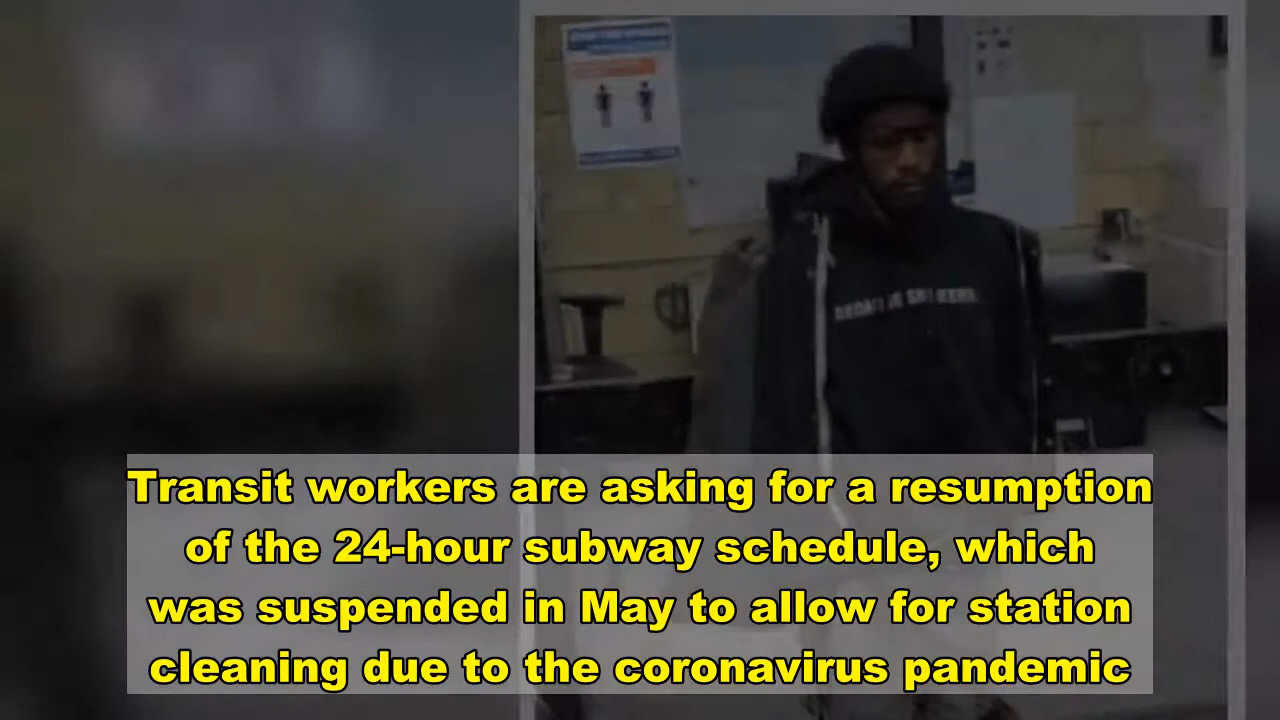 Transit workers are asking for a resumption
of the 24-hour subway schedule, which
was suspended in May to allow for station
cleaning due to the coronavirus pandemic